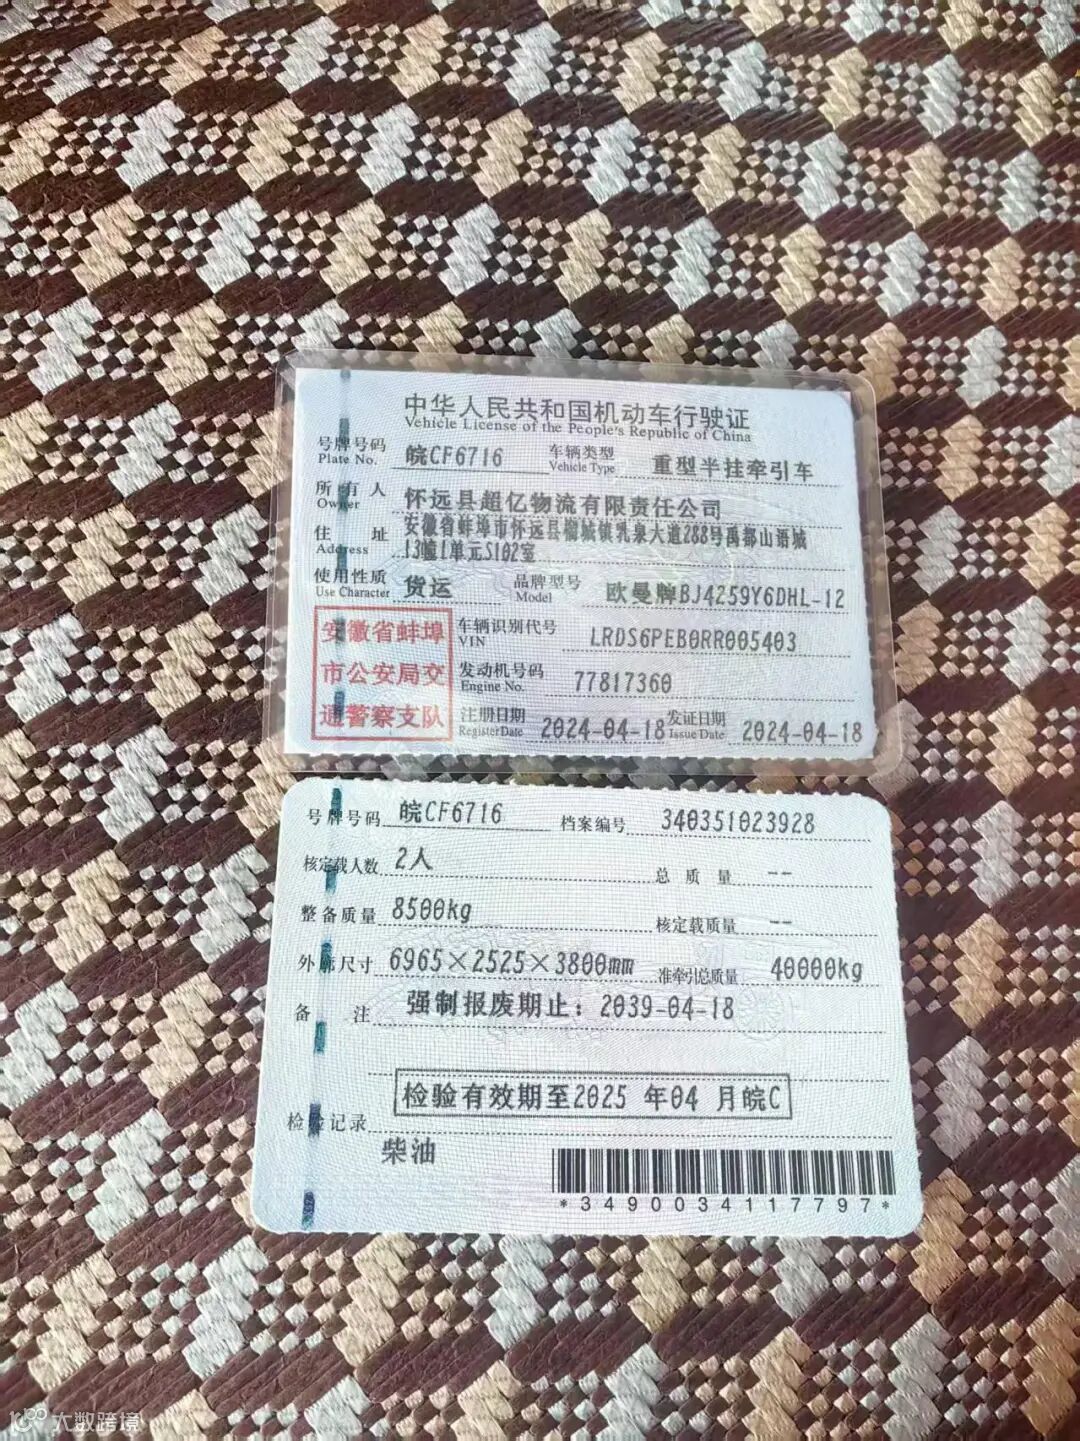 中华人民共和国机动车行驶证
Vehicle License of the People's Republic of China
号牌号码 皖CF6716 车辆类型 重型半挂牵引车
Plate No. Vehicle Type
所有人 怀远县超亿物流有限责任公司
Owner
住址 安徽省蚌埠市怀远县榴城镇乳泉大道288号禹都山语城
Address 13幢1单元S102室
使用性质 货运 品牌型号 欧曼牌BJ4259Y6DHL-12
Use Character Model
安徽省蚌埠
市公安局交
通警察支队
车辆识别代号 LRDS6PEB0RR005403
VIN
发动机号码 77817360
Engine No.
注册日期 2024-04-18 发证日期 2024-04-18
Register Date Issue Date
号牌号码 皖CF6716 档案编号 340351023928
核定载人数 2人 总质量 --
整备质量 8500kg 核定载质量 --
外廓尺寸 6965×2525×3800mm 准牵引总质量 40000kg
备注 强制报废期止：2039-04-18
检验有效期至2025 年04 月皖C
检验记录
柴油
*3490034117797*
大数跨境